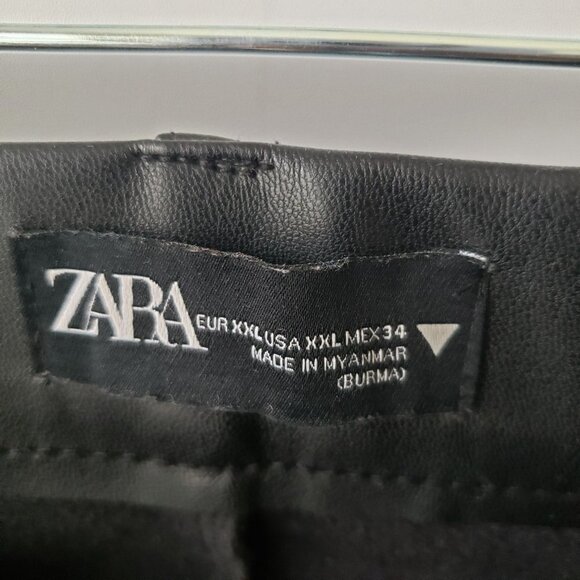 ZARA
EUR XXL USA XXL MEX 34
MADE IN MYANMAR
(BURMA)